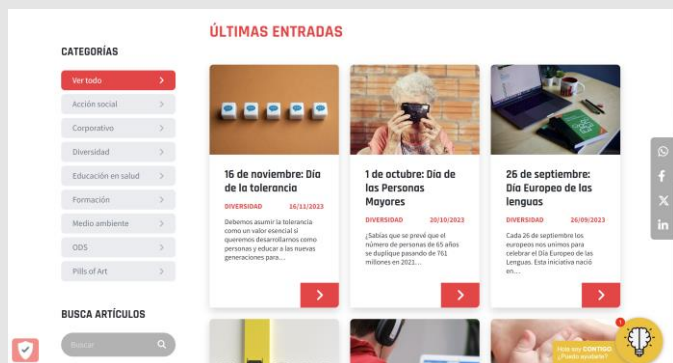 ÚLTIMAS ENTRADAS
CATEGORÍAS
Ver todo
Acción social
Corporativo
Diversidad
Educación en salud
Formación
Medio ambiente
ODS
Pills of Art
BUSCA ARTÍCULOS
Buscar
16 de noviembre: Día
de la tolerancia
DIVERSIDAD 16/11/2023
Debemos asumir la tolerancia
como un valor esencial si
queremos desarrollarnos como
personas y educar a las nuevas
generaciones para...
1 de octubre: Día de
las Personas
Mayores
DIVERSIDAD 20/10/2023
¿Sabías que se prevé que el
número de personas de 65 años
se duplique pasando de 761
millones en 2021...
26 de septiembre:
Día Europeo de las
lenguas
DIVERSIDAD 26/09/2023
Cada 26 de septiembre los
europeos nos unimos para
celebrar el Día Europeo de las
Lenguas. Esta iniciativa nació
en...
Hola soy CONTIGO
¿Puedo ayudarte?
1